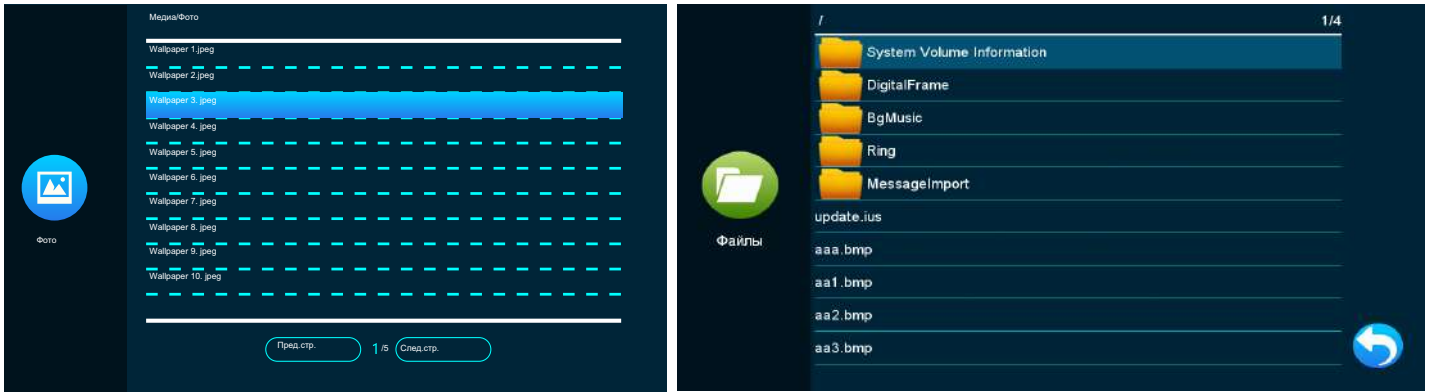 Медиа/Фото
Wallpaper 1.jpeg
Wallpaper 2.jpeg
Wallpaper 3. jpeg
Wallpaper 4. jpeg
Wallpaper 5. jpeg
Wallpaper 6. jpeg
Wallpaper 7. jpeg
Wallpaper 8. jpeg
Wallpaper 9. jpeg
Wallpaper 10. jpeg
Фото
Пред.стр. 1 /5 След.стр.
/ 1/4
System Volume Information
DigitalFrame
BgMusic
Ring
MessageImport
update.ius
aaa.bmp
aa1.bmp
aa2.bmp
aa3.bmp
Файлы